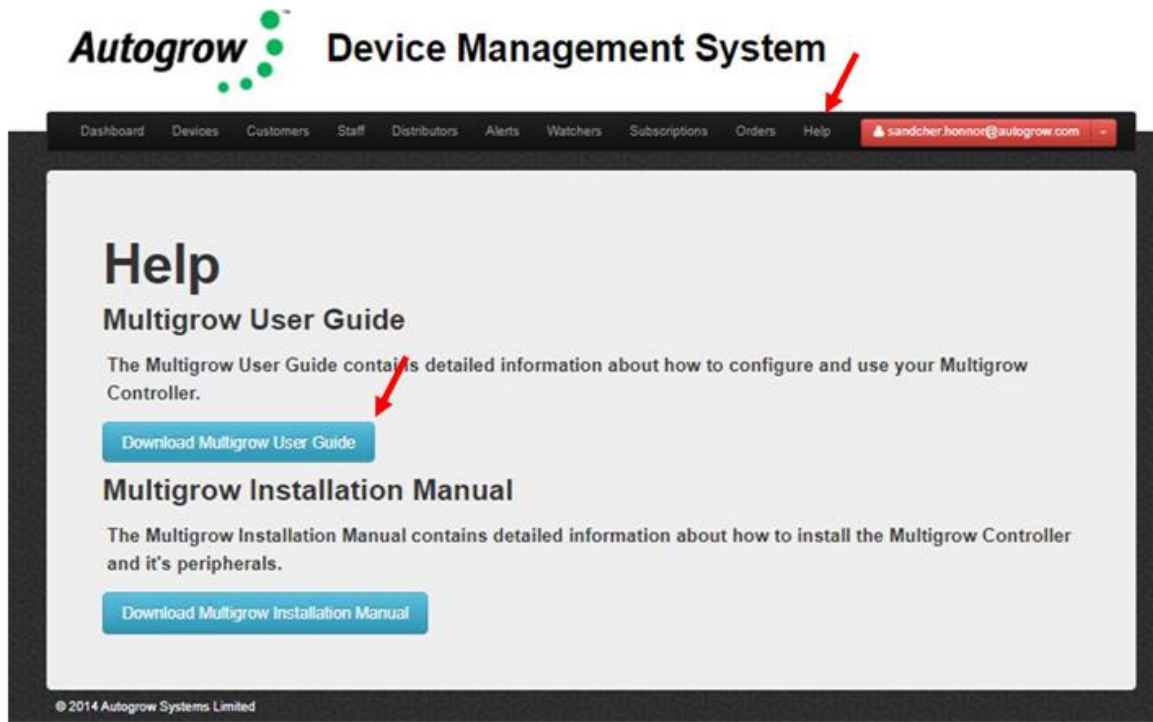 Autogrow™ Device Management System
Dashboard Devices Customers Staff Distributors Alerts Watchers Subscriptions Orders Help sandcher.honnor@autogrow.com
Help
Multigrow User Guide
The Multigrow User Guide contains detailed information about how to configure and use your Multigrow
Controller.
Download Multigrow User Guide
Multigrow Installation Manual
The Multigrow Installation Manual contains detailed information about how to install the Multigrow Controller
and it's peripherals.
Download Multigrow Installation Manual
© 2014 Autogrow Systems Limited